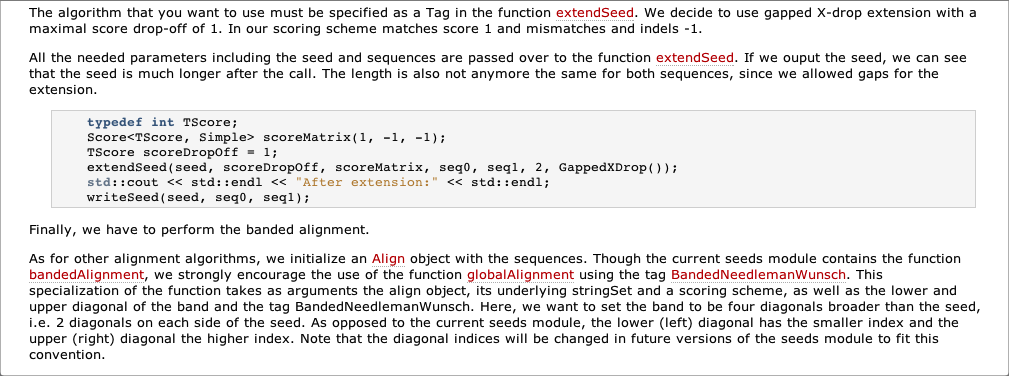 The algorithm that you want to use must be specified as a Tag in the function extendSeed. We decide to use gapped X-drop extension with a
maximal score drop-off of 1. In our scoring scheme matches score 1 and mismatches and indels -1.
All the needed parameters including the seed and sequences are passed over to the function extendSeed. If we ouput the seed, we can see
that the seed is much longer after the call. The length is also not anymore the same for both sequences, since we allowed gaps for the
extension.
typedef int TScore;
Score<TScore, Simple> scoreMatrix(1, -1, -1);
TScore scoreDropOff = 1;
extendSeed(seed, scoreDropOff, scoreMatrix, seq0, seq1, 2, GappedXDrop());
std::cout << std::endl << "After extension:" << std::endl;
writeSeed(seed, seq0, seq1);
Finally, we have to perform the banded alignment.
As for other alignment algorithms, we initialize an Align object with the sequences. Though the current seeds module contains the function
bandedAlignment, we strongly encourage the use of the function globalAlignment using the tag BandedNeedlemanWunsch. This
specialization of the function takes as arguments the align object, its underlying stringSet and a scoring scheme, as well as the lower and
upper diagonal of the band and the tag BandedNeedlemanWunsch. Here, we want to set the band to be four diagonals broader than the seed,
i.e. 2 diagonals on each side of the seed. As opposed to the current seeds module, the lower (left) diagonal has the smaller index and the
upper (right) diagonal the higher index. Note that the diagonal indices will be changed in future versions of the seeds module to fit this
convention.